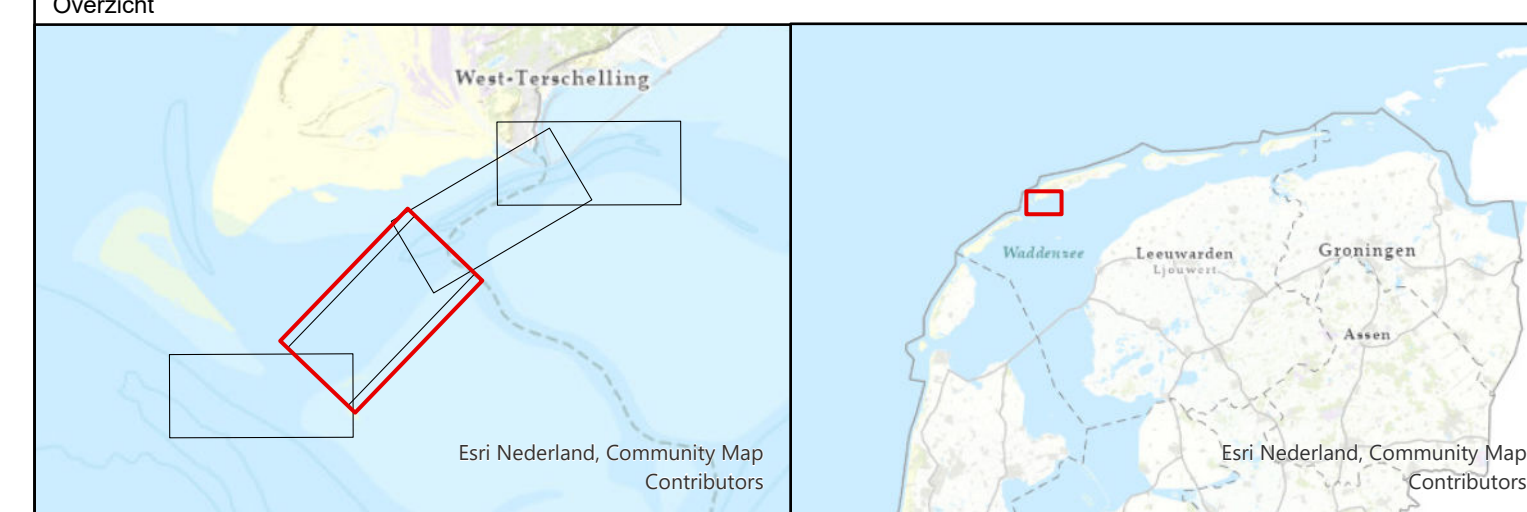 Overzicht
West-Terschelling
Esri Nederland, Community Map
Contributors
Waddenzee
Leeuwarden
Ljouwert
Groningen
Assen
Esri Nederland, Community Map
Contributors